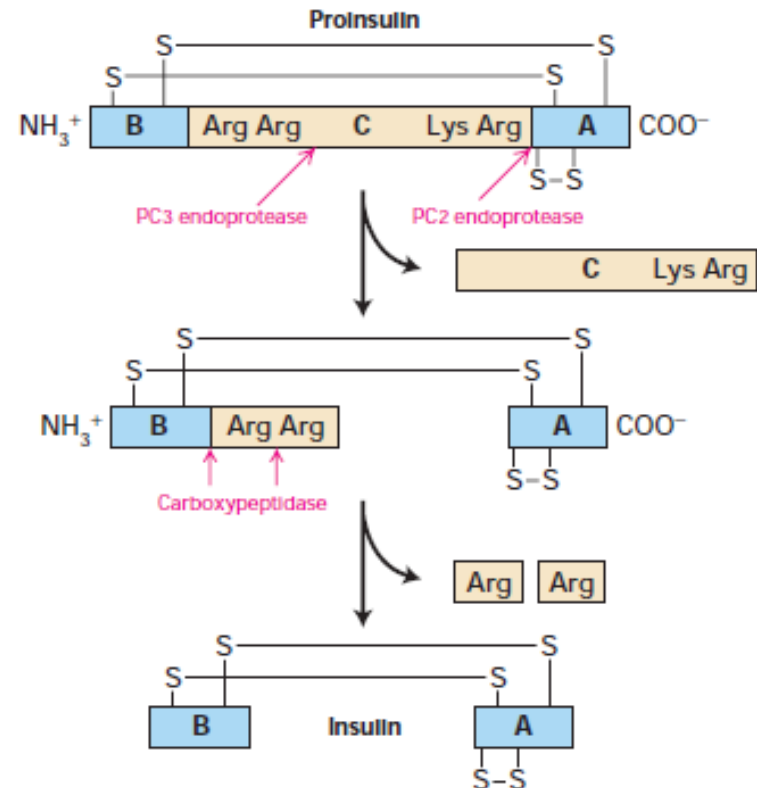 Proinsulin
S S
S S
NH₃⁺ B Arg Arg C Lys Arg A COO⁻
S–S
PC3 endoprotease PC2 endoprotease
C Lys Arg
S S
S S
NH₃⁺ B Arg Arg A COO⁻
S–S
Carboxypeptidase
Arg Arg
S S
S S
B Insulin A
S–S